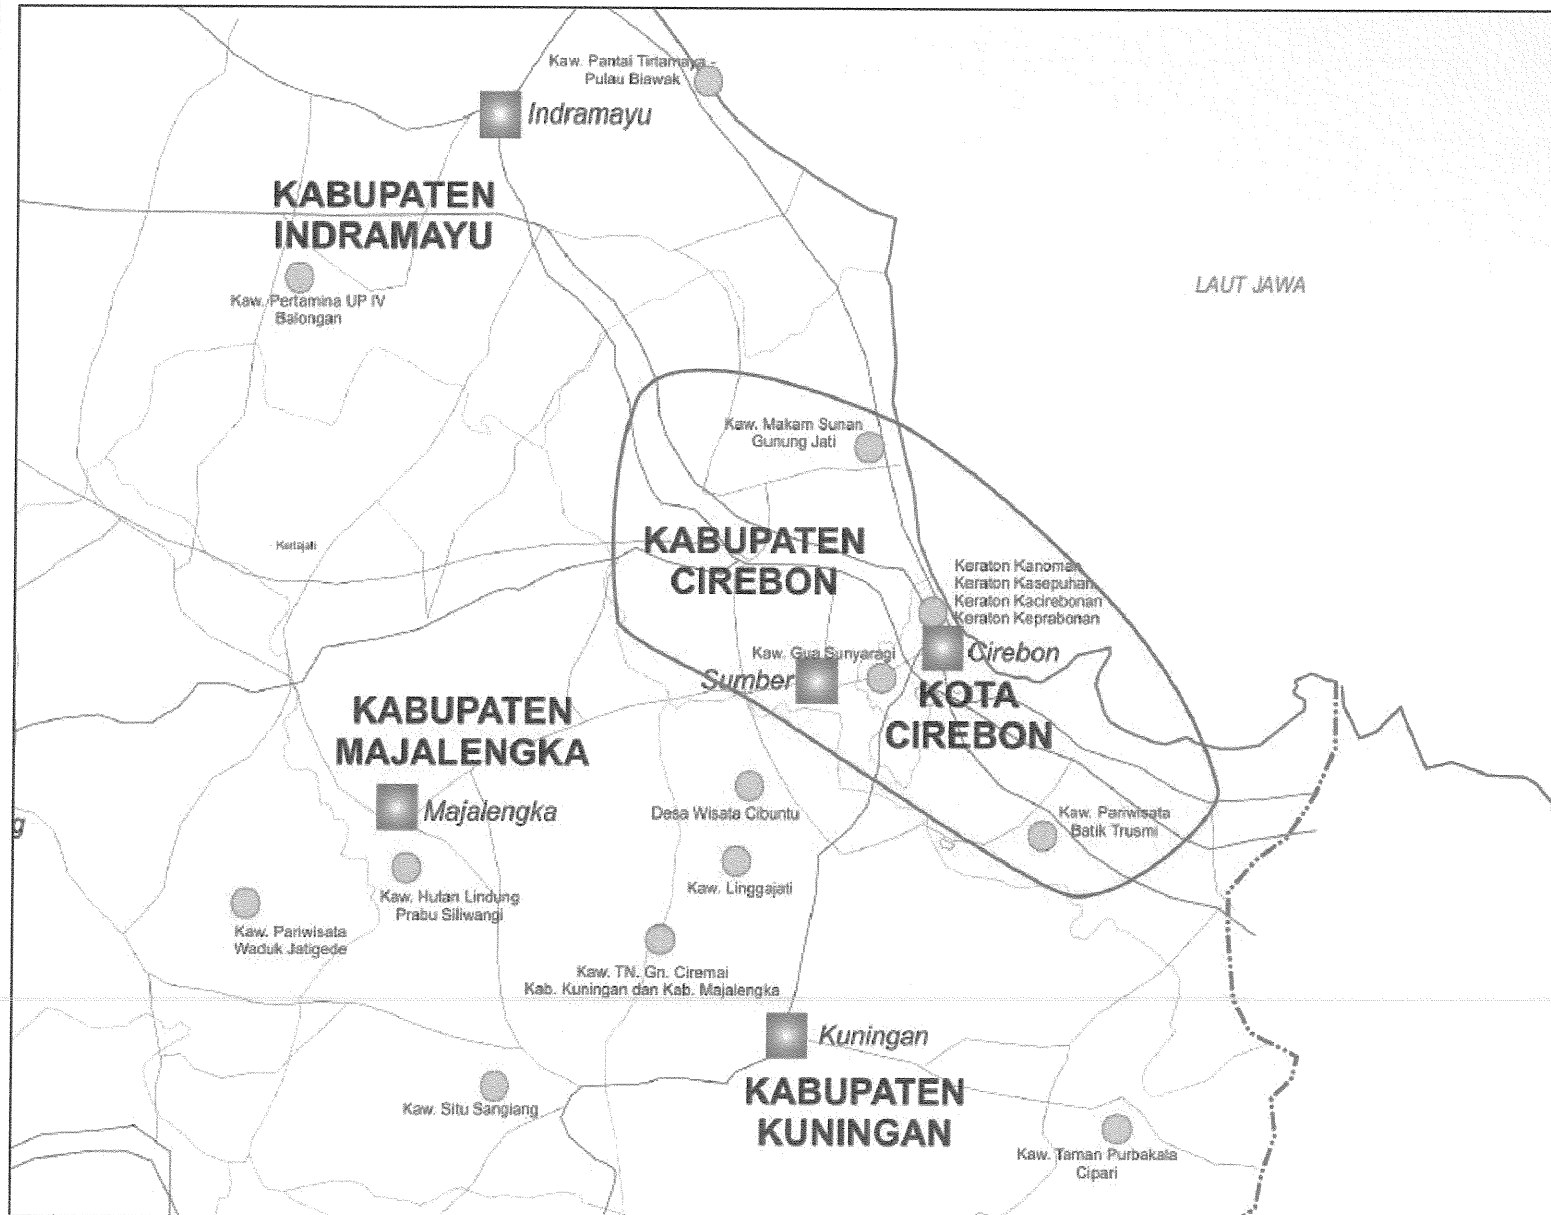 Kaw. Pantai Tirtamaya -
Pulau Biawak
Indramayu
KABUPATEN
INDRAMAYU
Kaw. Pertamina UP IV
Balongan
LAUT JAWA
Kaw. Makam Sunan
Gunung Jati
KABUPATEN
CIREBON
Kertajati
Keraton Kanoman
Keraton Kasepuhan
Keraton Kacirebonan
Keraton Keprabonan
Cirebon
Kaw. Gua Sunyaragi
Sumber
KOTA
CIREBON
KABUPATEN
MAJALENGKA
Majalengka
g
Desa Wisata Cibuntu
Kaw. Pariwisata
Batik Trusmi
Kaw. Linggajati
Kaw. Hutan Lindung
Prabu Siliwangi
Kaw. Pariwisata
Waduk Jatigede
Kaw. TN. Gn. Ciremai
Kab. Kuningan dan Kab. Majalengka
Kuningan
KABUPATEN
KUNINGAN
Kaw. Situ Sangiang
Kaw. Taman Purbakala
Cipari